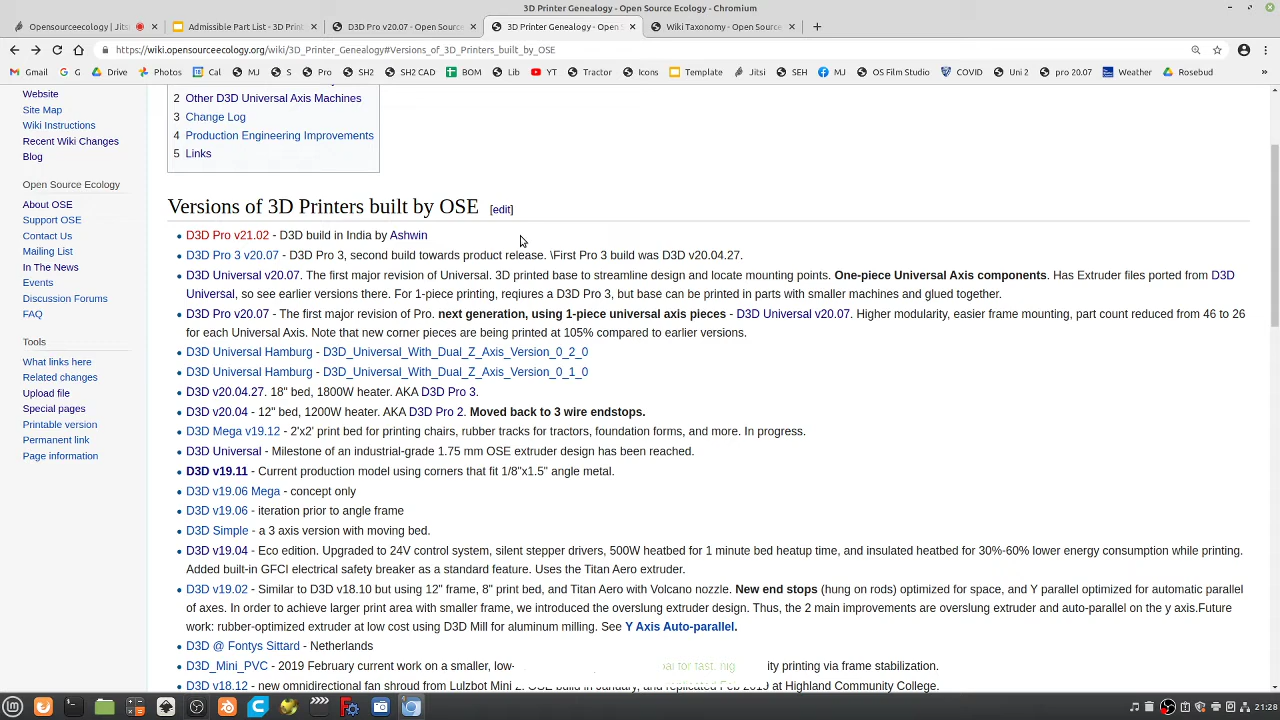 3D Printer Genealogy - Open Source Ecology - Chromium
Opensourceecology | Jits
Admissible Part List - 3D Print
D3D Pro v20.07 - Open Source
3D Printer Genealogy - Open S
Wiki Taxonomy - Open Source
https://wiki.opensourceecology.org/wiki/3D_Printer_Genealogy#Versions_of_3D_Printers_built_by_OSE
Gmail G Drive Photos Cal MJ S Pro SH2 SH2 CAD BOM Lib YT Tractor Icons Template Jitsi SEH MJ OS Film Studio COVID Uni 2 pro 20.07 Weather Rosebud »
Website
Site Map
Wiki Instructions
Recent Wiki Changes
Blog
Open Source Ecology
About OSE
Support OSE
Contact Us
Mailing List
In The News
Events
Discussion Forums
FAQ
Tools
What links here
Related changes
Upload file
Special pages
Printable version
Permanent link
Page information
2 Other D3D Universal Axis Machines
3 Change Log
4 Production Engineering Improvements
5 Links
Versions of 3D Printers built by OSE [edit]
D3D Pro v21.02 - D3D build in India by Ashwin
D3D Pro 3 v20.07 - D3D Pro 3, second build towards product release. \First Pro 3 build was D3D v20.04.27.
D3D Universal v20.07. The first major revision of Universal. 3D printed base to streamline design and locate mounting points. One-piece Universal Axis components. Has Extruder files ported from D3D
Universal, so see earlier versions there. For 1-piece printing, reqiures a D3D Pro 3, but base can be printed in parts with smaller machines and glued together.
D3D Pro v20.07 - The first major revision of Pro. next generation, using 1-piece universal axis pieces - D3D Universal v20.07. Higher modularity, easier frame mounting, part count reduced from 46 to 26
for each Universal Axis. Note that new corner pieces are being printed at 105% compared to earlier versions.
D3D Universal Hamburg - D3D_Universal_With_Dual_Z_Axis_Version_0_2_0
D3D Universal Hamburg - D3D_Universal_With_Dual_Z_Axis_Version_0_1_0
D3D v20.04.27. 18" bed, 1800W heater. AKA D3D Pro 3.
D3D v20.04 - 12" bed, 1200W heater. AKA D3D Pro 2. Moved back to 3 wire endstops.
D3D Mega v19.12 - 2'x2' print bed for printing chairs, rubber tracks for tractors, foundation forms, and more. In progress.
D3D Universal - Milestone of an industrial-grade 1.75 mm OSE extruder design has been reached.
D3D v19.11 - Current production model using corners that fit 1/8"x1.5" angle metal.
D3D v19.06 Mega - concept only
D3D v19.06 - iteration prior to angle frame
D3D Simple - a 3 axis version with moving bed.
D3D v19.04 - Eco edition. Upgraded to 24V control system, silent stepper drivers, 500W heatbed for 1 minute bed heatup time, and insulated heatbed for 30%-60% lower energy consumption while printing.
Added built-in GFCI electrical safety breaker as a standard feature. Uses the Titan Aero extruder.
D3D v19.02 - Similar to D3D v18.10 but using 12" frame, 8" print bed, and Titan Aero with Volcano nozzle. New end stops (hung on rods) optimized for space, and Y parallel optimized for automatic parallel
of axes. In order to achieve larger print area with smaller frame, we introduced the overslung extruder design. Thus, the 2 main improvements are overslung extruder and auto-parallel on the y axis.Future
work: rubber-optimized extruder at low cost using D3D Mill for aluminum milling. See Y Axis Auto-parallel.
D3D @ Fontys Sittard - Netherlands
D3D_Mini_PVC - 2019 February current work on a smaller, low- for fast, ity printing via frame stabilization.
D3D v18.12 - new omnidirectional fan shroud from Lulzbot Mini 2. OSE build in January, and replicated Feb 2019 at Highland Community College.
21:28